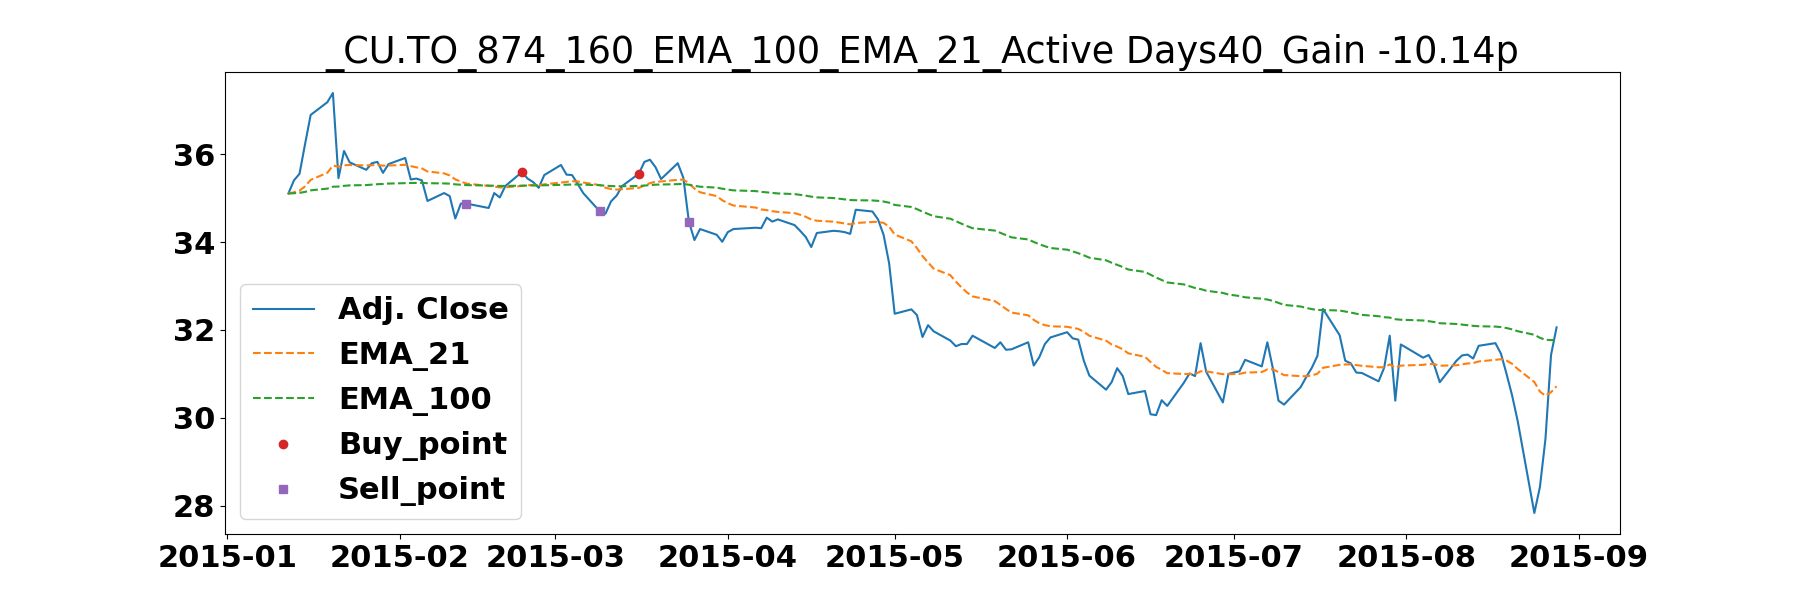 _CU.TO_874_160_EMA_100_EMA_21_Active Days40_Gain -10.14p
36
34
32
30
28
Adj. Close
EMA_21
EMA_100
Buy_point
Sell_point
2015-01 2015-02 2015-03 2015-04 2015-05 2015-06 2015-07 2015-08 2015-09